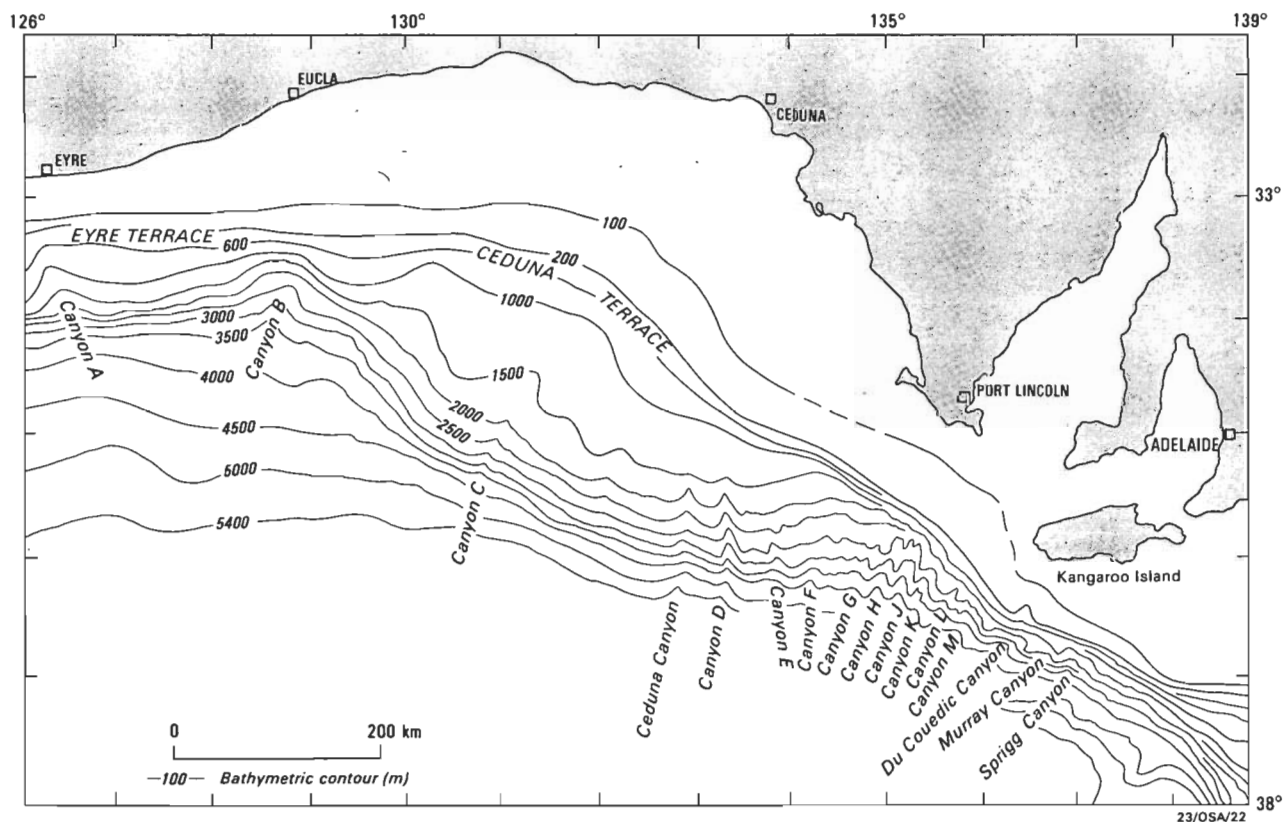 126°
130°
135°
139°
EUCLA
CEDUNA
EYRE
33°
100
EYRE TERRACE
600
200
CEDUNA
TERRACE
1000
Canyon A
3000
3500
Canyon B
4000
1500
PORT LINCOLN
2000
2500
4500
ADELAIDE
5000
5400
Canyon C
Kangaroo Island
Ceduna Canyon
Canyon D
Canyon E
Canyon F
Canyon G
Canyon H
Canyon J
Canyon K
Canyon L
Canyon M
Du Couedic Canyon
Murray Canyon
Sprigg Canyon
0
200 km
—100— Bathymetric contour (m)
38°
23/OSA/22